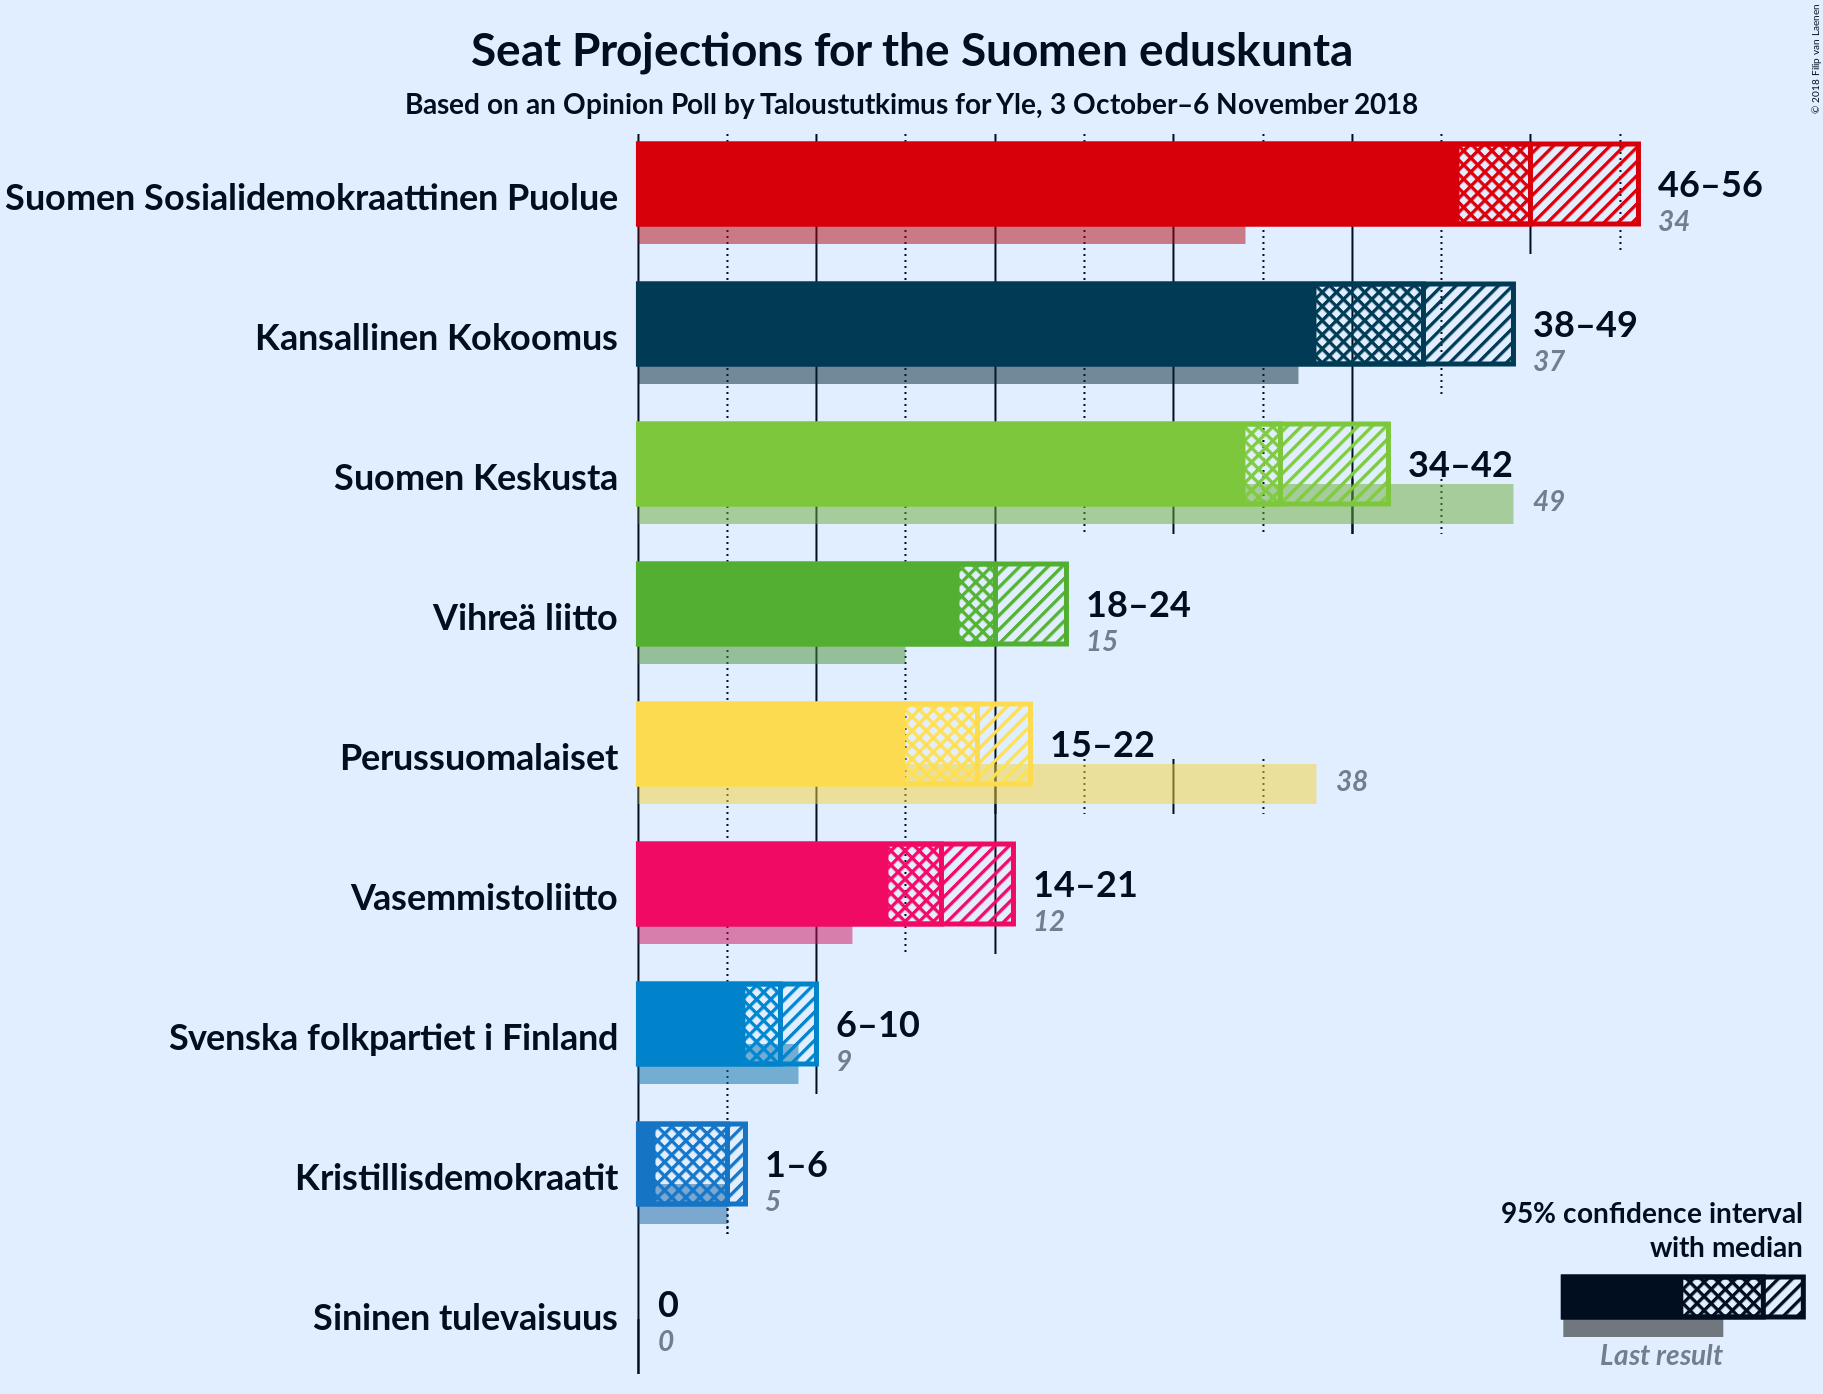 Seat Projections for the Suomen eduskunta
Based on an Opinion Poll by Taloustutkimus for Yle, 3 October–6 November 2018
© 2018 Filip van Laenen
Suomen Sosialidemokraattinen Puolue
46–56
34
Kansallinen Kokoomus
38–49
37
Suomen Keskusta
34–42
49
Vihreä liitto
18–24
15
Perussuomalaiset
15–22
38
Vasemmistoliitto
14–21
12
Svenska folkpartiet i Finland
6–10
9
Kristillisdemokraatit
1–6
5
Sininen tulevaisuus
0
0
95% confidence interval
with median
Last result